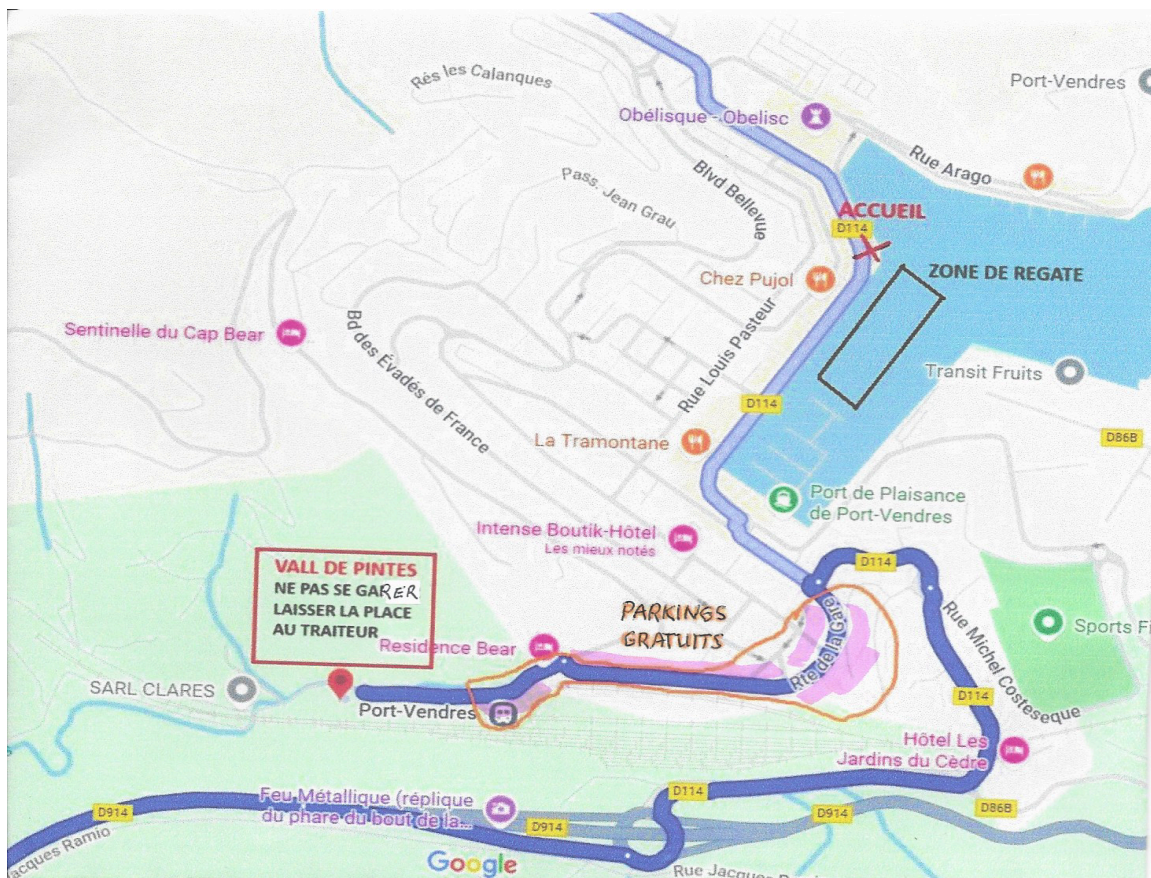 Rés les Calanques
Port-Vendres
Obélisque - Obelisc
Rue Arago
Blvd Bellevue
Pass. Jean Grau
ACCUEIL
D114
ZONE DE REGATE
Chez Pujol
Sentinelle du Cap Bear
Bd des Évadés de France
Rue Louis Pasteur
Transit Fruits
D114
La Tramontane
D86B
Port de Plaisance
de Port-Vendres
Intense Boutik-Hôtel
Les mieux notés
D114
VALL DE PINTES
NE PAS SE GARER
LAISSER LA PLACE
AU TRAITEUR
PARKINGS
GRATUITS
Rte de la Gare
Rue Michel Costeseque
Sports
Residence Bear
SARL CLARES
Port-Vendres
D114
Hôtel Les
Jardins du Cèdre
D114
D86B
Feu Métallique (réplique
du phare du bout de la...
D914
D914
D914
Jacques Ramio
Google
Rue Jacques